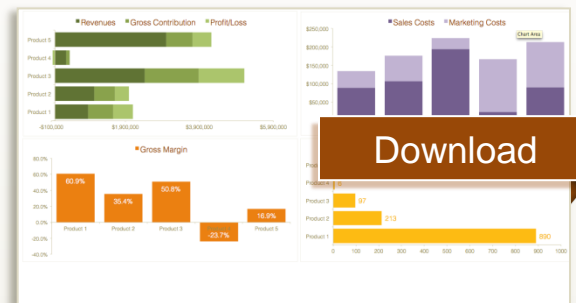 Revenues Gross Contribution Profit/Loss
Product 5
Product 4
Product 3
Product 2
Product 1
-$100,000 $1,900,000 $3,900,000 $5,900,000
Sales Costs Marketing Costs
Chart Area
$250,000
$200,000
$150,000
$100,000
$50,000
Download
Gross Margin
80.0%
60.0%
40.0%
20.0%
0.0%
-20.0%
-40.0%
60.9%
35.4%
50.8%
-23.7%
16.9%
Product 1 Product 2 Product 3 Product 5
Product 4
Product 3 97
Product 2 213
Product 1
0 100 200 300 400 500 600 700 800 900 1000